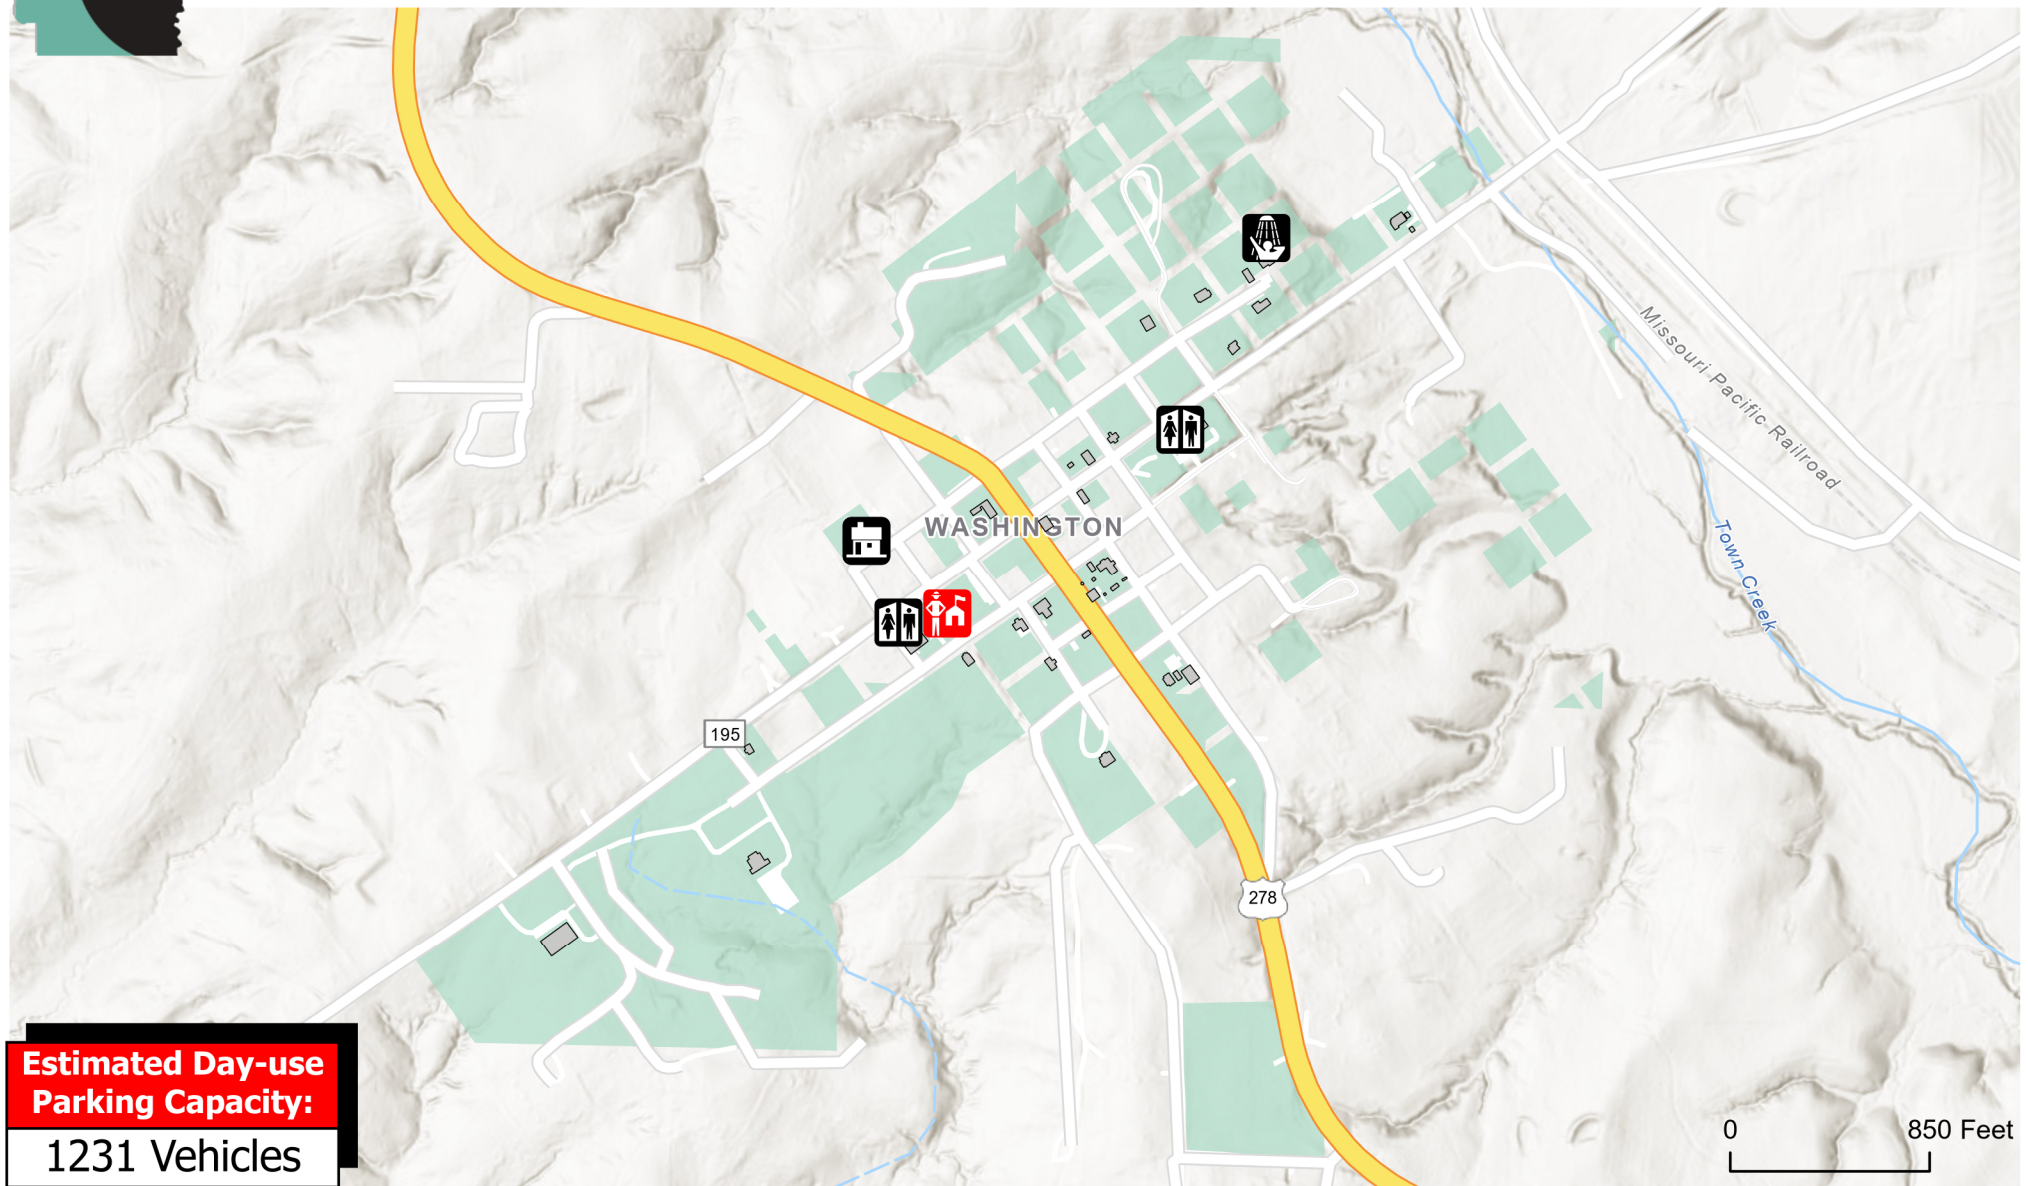 WASHINGTON
Missouri Pacific Railroad
Town Creek
195
278
Estimated Day-use
Parking Capacity:
1231 Vehicles
0 850 Feet